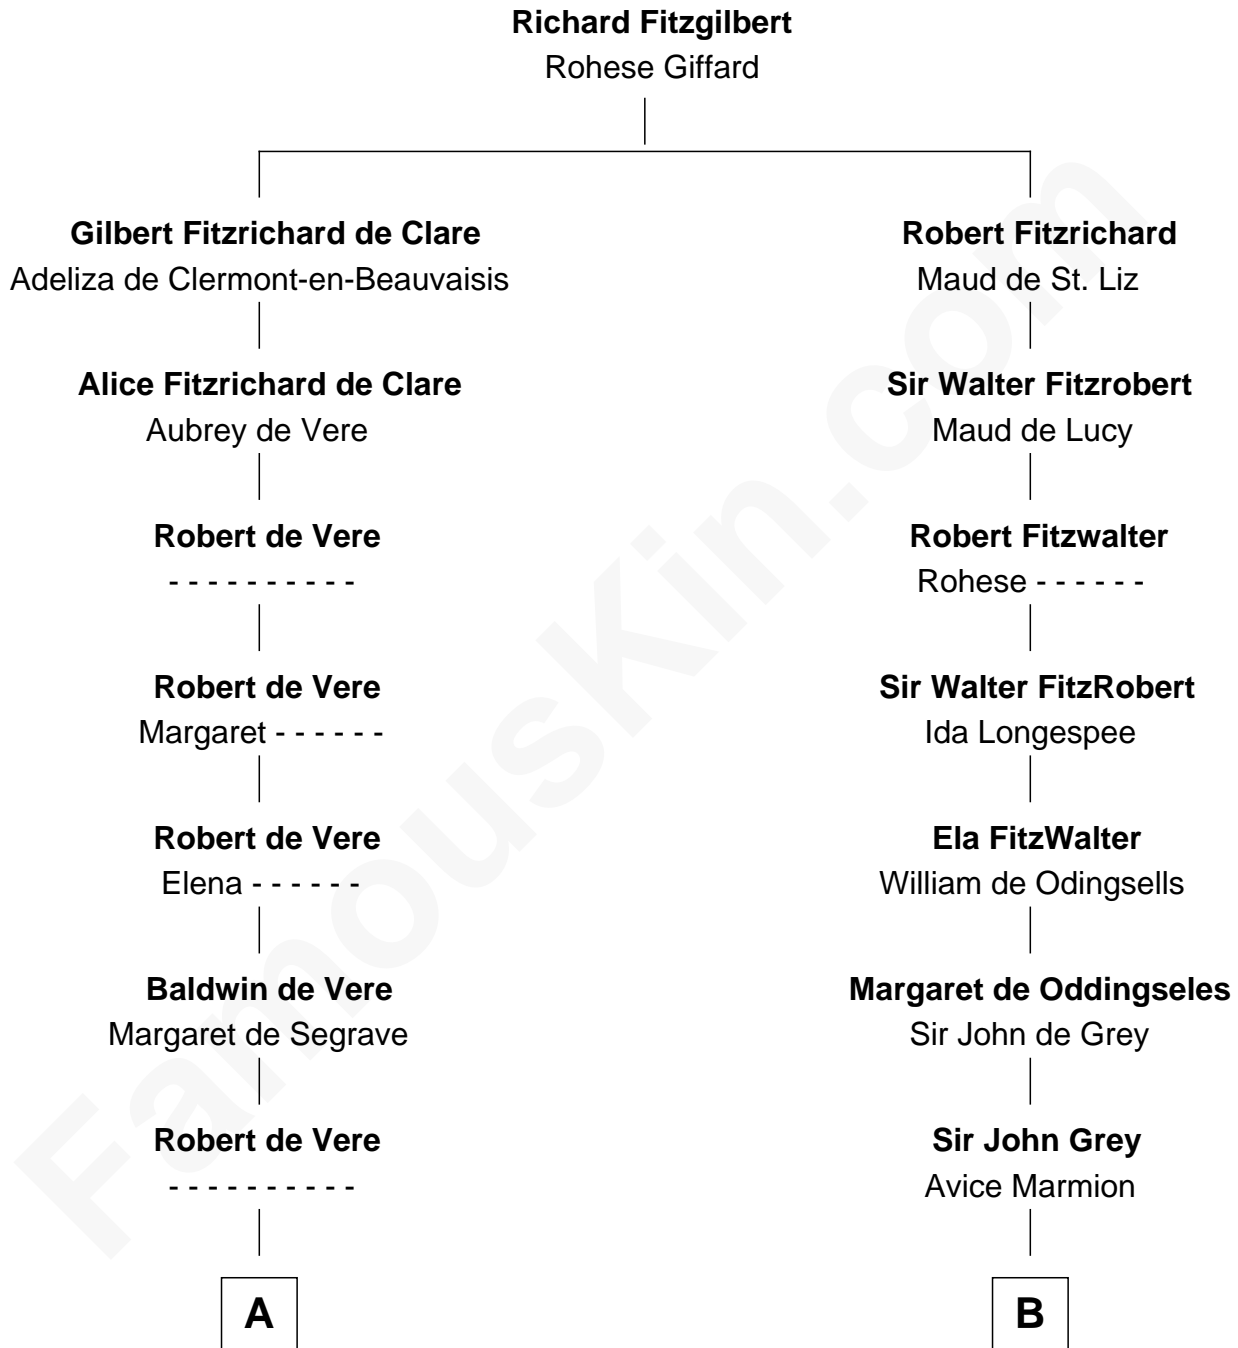 Richard Fitzgilbert
Rohese Giffard
Gilbert Fitzrichard de Clare
Adeliza de Clermont-en-Beauvaisis
Alice Fitzrichard de Clare
Aubrey de Vere
Robert de Vere
- - - - - - - - - -
Robert de Vere
Margaret - - - - - -
Robert de Vere
Elena - - - - - -
Baldwin de Vere
Margaret de Segrave
Robert de Vere
- - - - - - - - - -
A
Robert Fitzrichard
Maud de St. Liz
Sir Walter Fitzrobert
Maud de Lucy
Robert Fitzwalter
Rohese - - - - - -
Sir Walter FitzRobert
Ida Longespee
Ela FitzWalter
William de Odingsells
Margaret de Oddingseles
Sir John de Grey
Sir John Grey
Avice Marmion
B
FamousKin.com